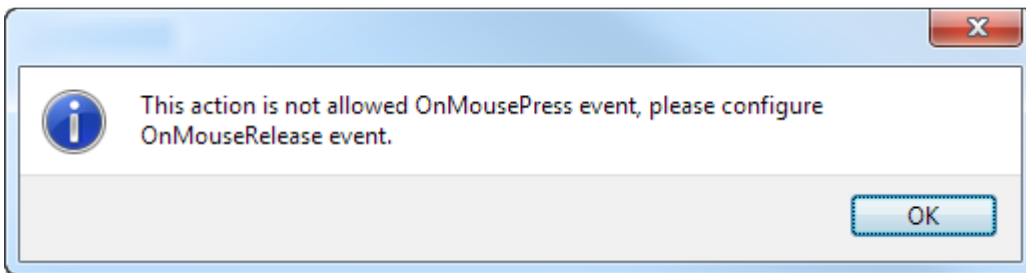 This action is not allowed OnMousePress event, please configure
OnMouseRelease event.
OK